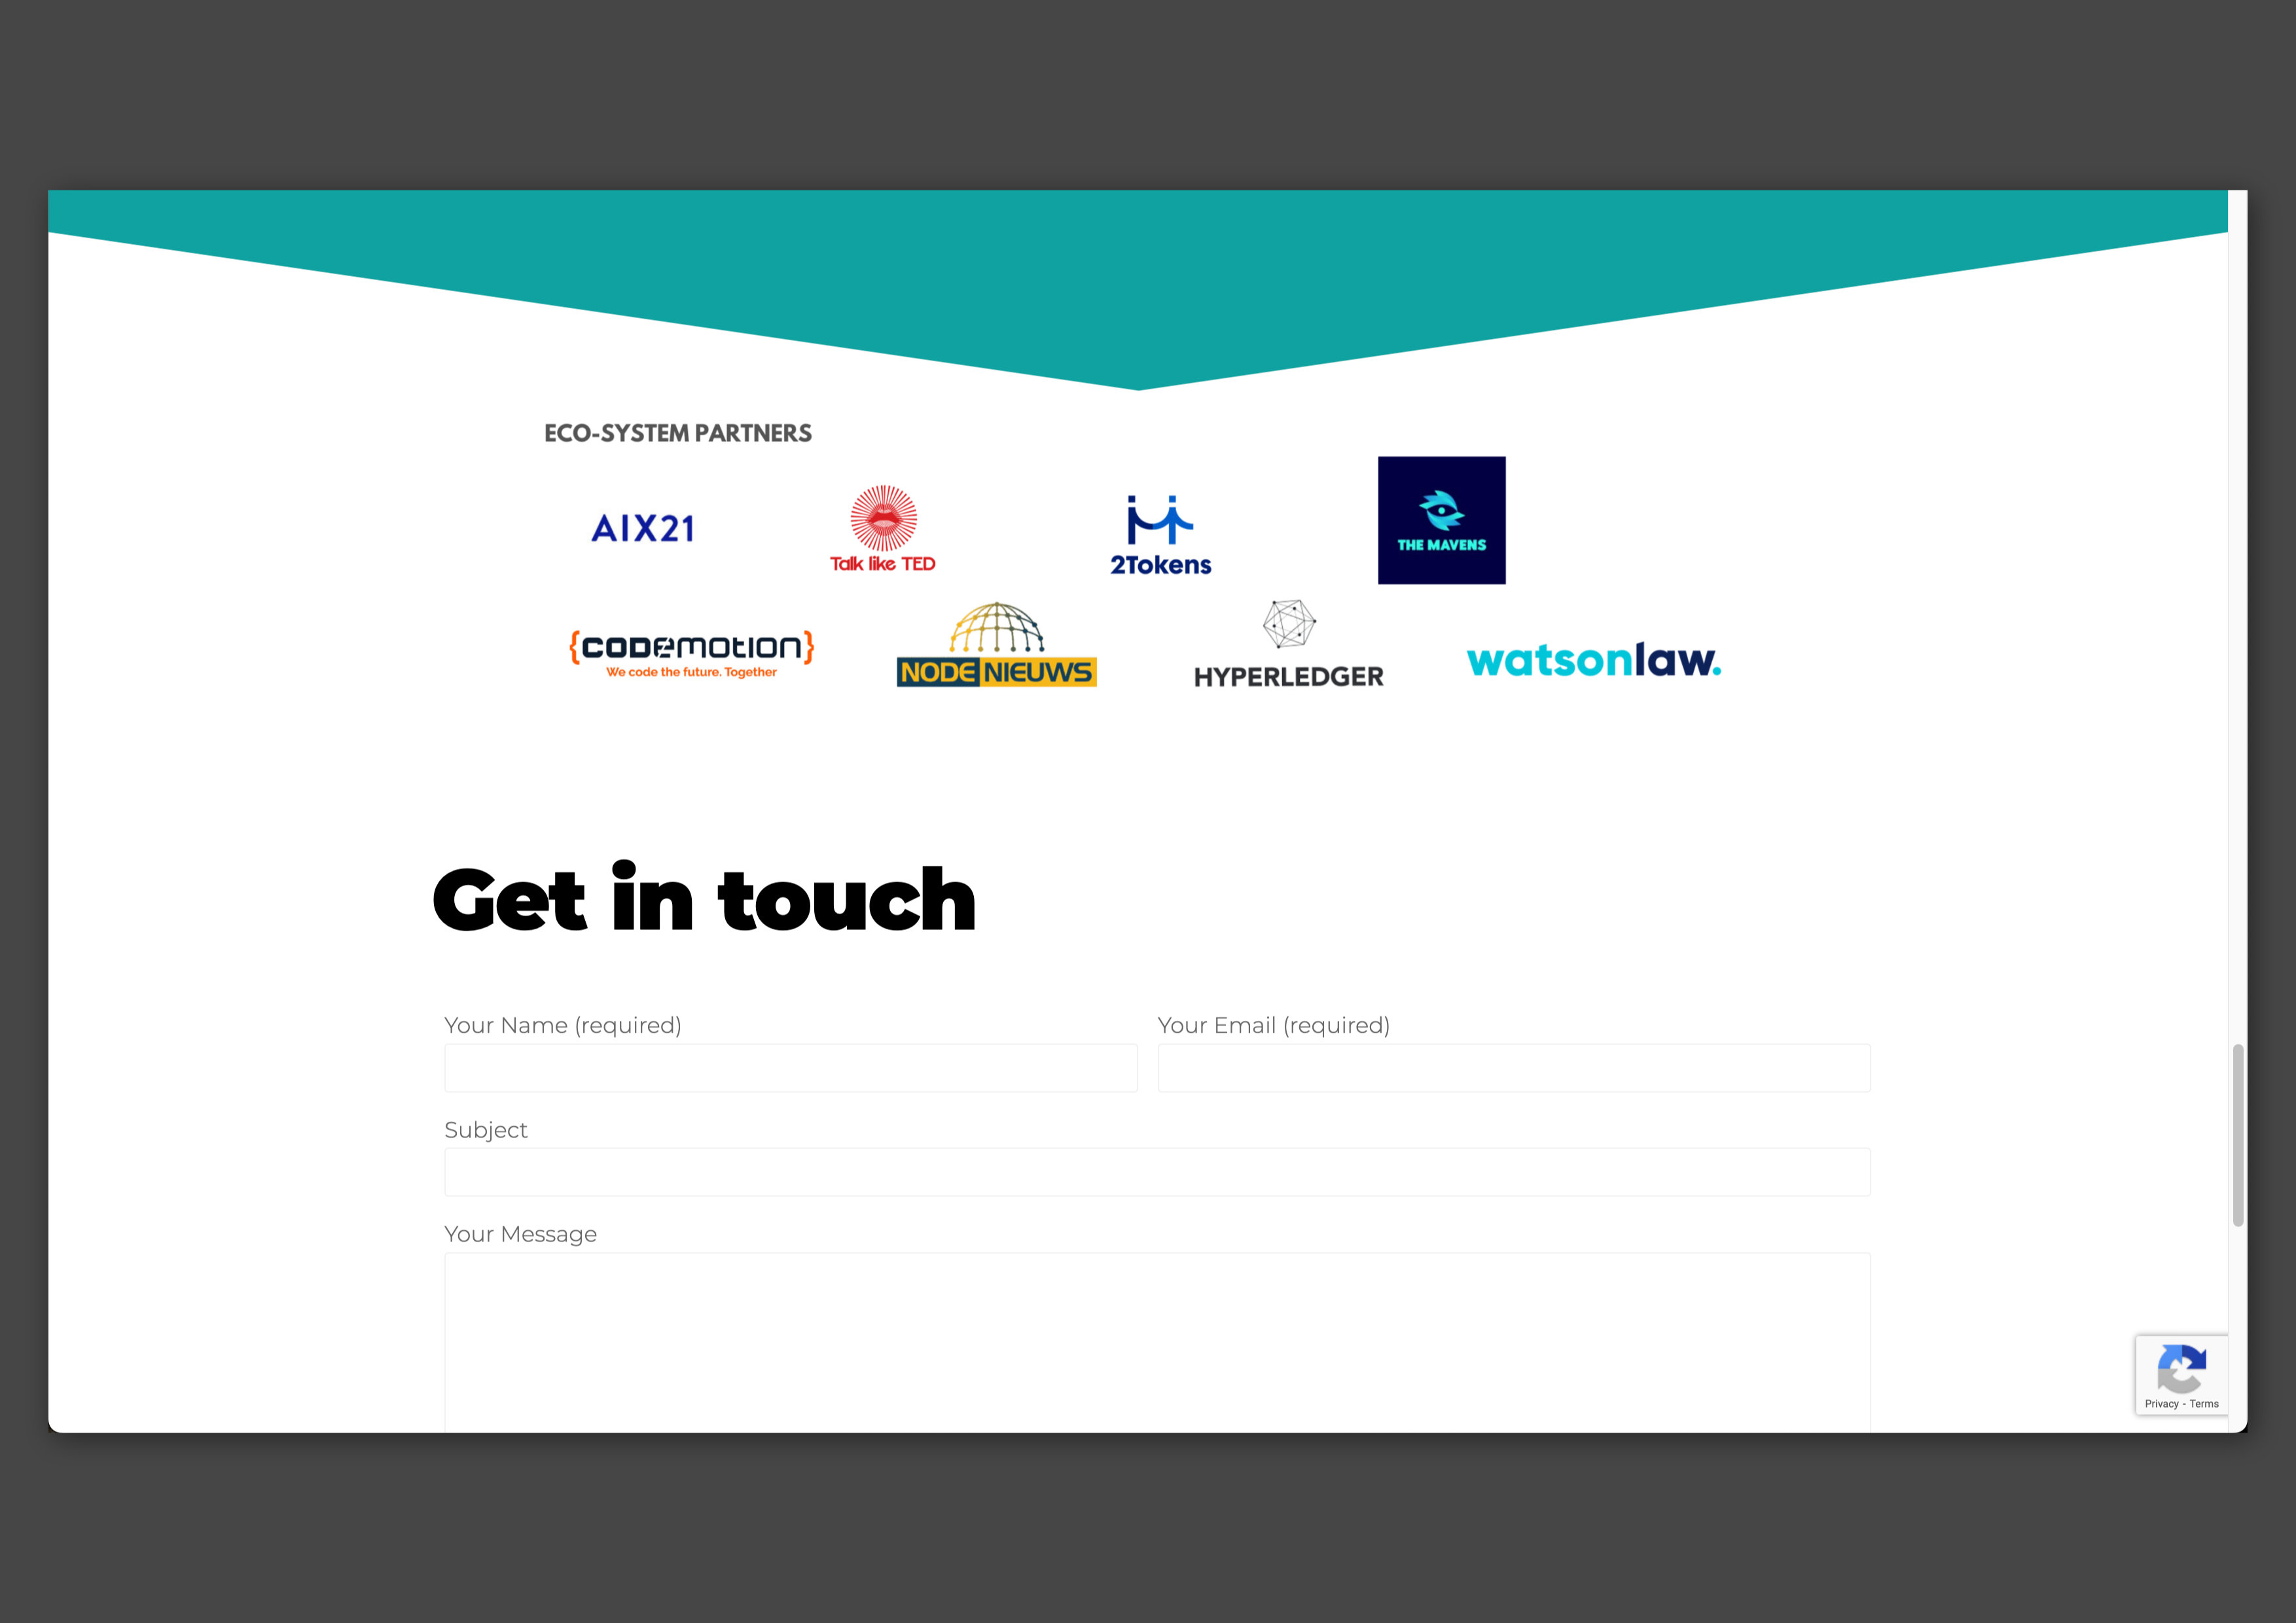 ECO-SYSTEM PARTNERS
AIX21
Talk like TED
2Tokens
THE MAVENS
{CODEMOTION}
We code the future. Together
NODE NIEUWS
HYPERLEDGER
watsonlaw.
Get in touch
Your Name (required)
Your Email (required)
Subject
Your Message
Privacy - Terms